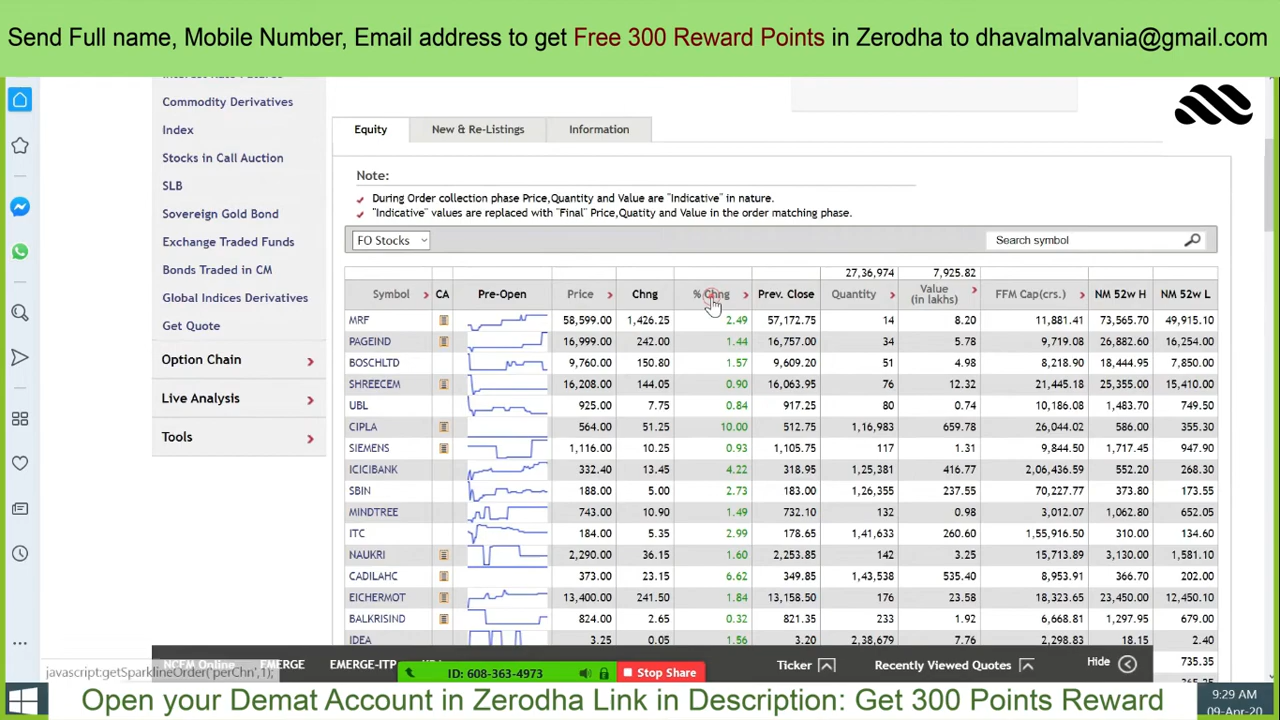 Send Full name, Mobile Number, Email address to get Free 300 Reward Points in Zerodha to dhavalmalvania@gmail.com
Commodity Derivatives
Index
Stocks in Call Auction
SLB
Sovereign Gold Bond
Exchange Traded Funds
Bonds Traded in CM
Global Indices Derivatives
Get Quote
Option Chain
Live Analysis
Tools
Equity New & Re-Listings Information
Note:
During Order collection phase Price,Quantity and Value are "Indicative" in nature.
"Indicative" values are replaced with "Final" Price,Quatity and Value in the order matching phase.
FO Stocks Search symbol
27,36,974 7,925.82
Symbol CA Pre-Open Price Chng % Chng Prev. Close Quantity Value (in lakhs) FFM Cap(crs.) NM 52w H NM 52w L
MRF 58,599.00 1,426.25 2.49 57,172.75 14 8.20 11,881.41 73,565.70 49,915.10
PAGEIND 16,999.00 242.00 1.44 16,757.00 34 5.78 9,719.08 26,882.60 16,254.00
BOSCHLTD 9,760.00 150.80 1.57 9,609.20 51 4.98 8,218.90 18,444.95 7,850.00
SHREECEM 16,208.00 144.05 0.90 16,063.95 76 12.32 21,445.18 25,355.00 15,410.00
UBL 925.00 7.75 0.84 917.25 80 0.74 10,186.08 1,483.70 749.50
CIPLA 564.00 51.25 10.00 512.75 1,16,983 659.78 26,044.02 586.00 355.30
SIEMENS 1,116.00 10.25 0.93 1,105.75 117 1.31 9,844.50 1,717.45 947.90
ICICIBANK 332.40 13.45 4.22 318.95 1,25,381 416.77 2,06,436.59 552.20 268.30
SBIN 188.00 5.00 2.73 183.00 1,26,355 237.55 70,227.77 373.80 173.55
MINDTREE 743.00 10.90 1.49 732.10 132 0.98 3,012.07 1,062.80 652.05
ITC 184.00 5.35 2.99 178.65 1,41,633 260.60 1,55,916.50 310.00 134.60
NAUKRI 2,290.00 36.15 1.60 2,253.85 142 3.25 15,713.89 3,130.00 1,581.10
CADILAHC 373.00 23.15 6.62 349.85 1,43,538 535.40 8,953.91 366.70 202.00
EICHERMOT 13,400.00 241.50 1.84 13,158.50 176 23.58 18,323.65 23,450.00 12,450.10
BALKRISIND 824.00 2.65 0.32 821.35 233 1.92 6,668.81 1,297.95 679.00
IDEA 3.25 0.05 1.56 3.20 2,38,679 7.76 2,298.83 18.15 2.40
NCFM Online EMERGE EMERGE-ITP Ticker Recently Viewed Quotes Hide 735.35
javascript:getSparklineOrder('perChn',1);
ID: 608-363-4973 Stop Share
Open your Demat Account in Zerodha Link in Description: Get 300 Points Reward
9:29 AM
09-Apr-20